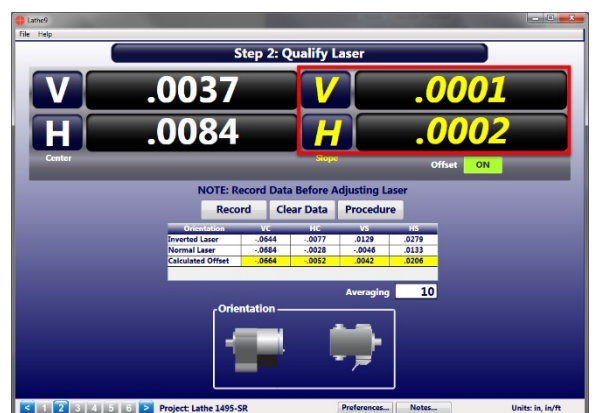 Lathe9
File Help
Step 2: Qualify Laser
V .0037 V .0001
H .0084 H .0002
Center Slope Offset ON
NOTE: Record Data Before Adjusting Laser
Record Clear Data Procedure
Orientation VC HC VS HS
Inverted Laser -.0644 -.0077 .0129 .0279
Normal Laser -.0684 -.0028 -.0046 .0133
Calculated Offset -.0664 -.0052 .0042 .0206
Averaging 10
Orientation
< 1 2 3 4 5 6 > Project: Lathe 1495-SR Preferences... Notes... Units: in, in/ft